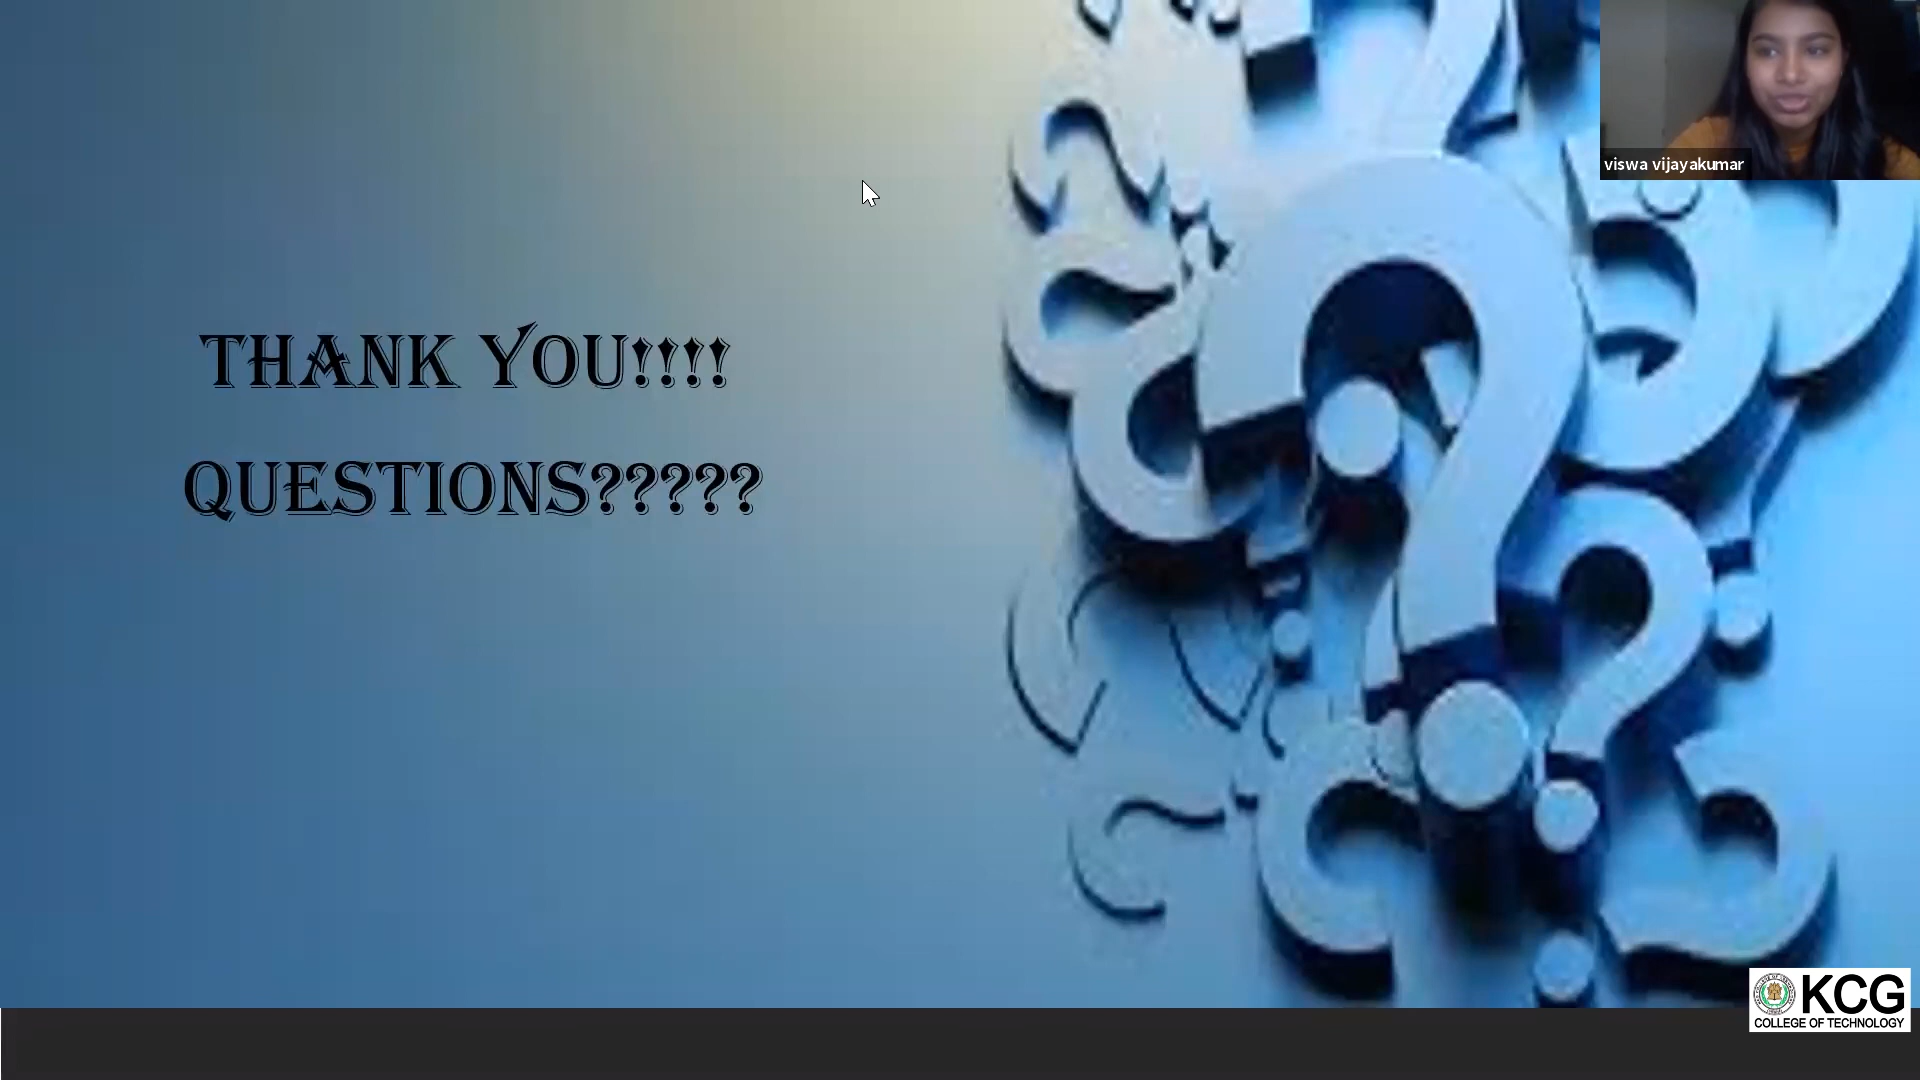 viswa vijayakumar
THANK YOU!!!!
QUESTIONS?????
KCG
COLLEGE OF TECHNOLOGY